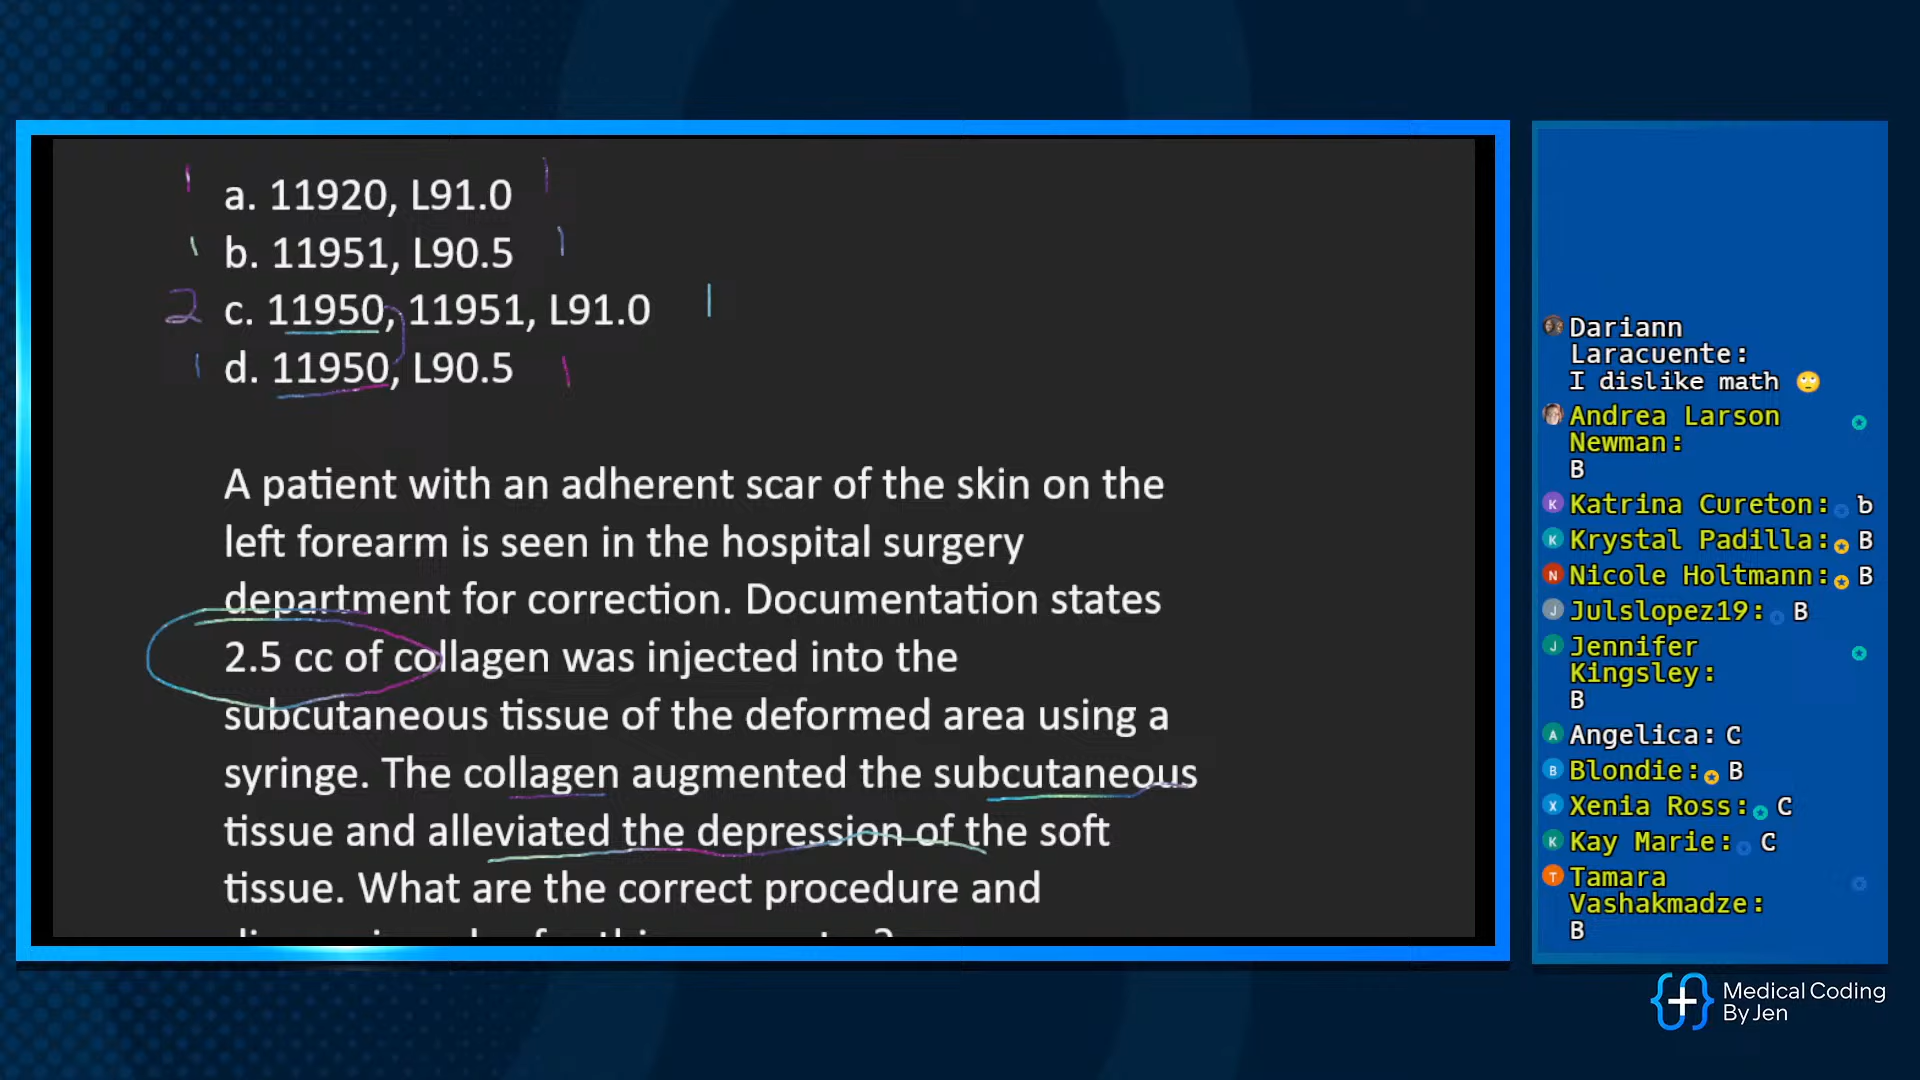 a. 11920, L91.0
b. 11951, L90.5
2 c. 11950, 11951, L91.0
d. 11950, L90.5
A patient with an adherent scar of the skin on the
left forearm is seen in the hospital surgery
department for correction. Documentation states
2.5 cc of collagen was injected into the
subcutaneous tissue of the deformed area using a
syringe. The collagen augmented the subcutaneous
tissue and alleviated the depression of the soft
tissue. What are the correct procedure and
Dariann
Laracuente:
I dislike math 🙄
Andrea Larson
Newman:
B
K Katrina Cureton: b
K Krystal Padilla: B
N Nicole Holtmann: B
J Julslopez19: B
J Jennifer
Kingsley:
B
A Angelica: C
B Blondie: B
X Xenia Ross: C
K Kay Marie: C
T Tamara
Vashakmadze:
B
Medical Coding
By Jen